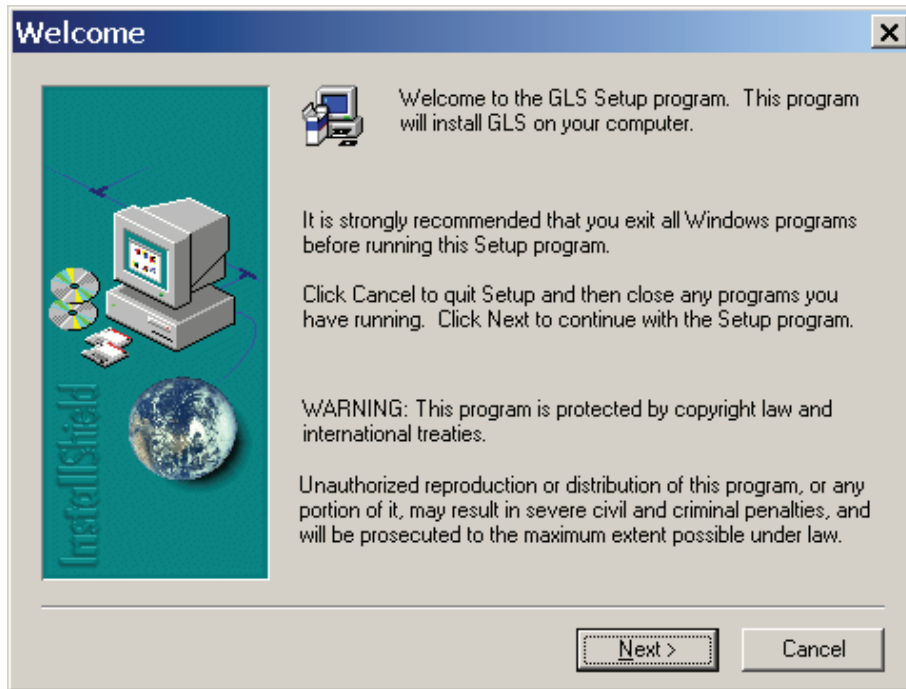 Welcome
Welcome to the GLS Setup program. This program
will install GLS on your computer.
It is strongly recommended that you exit all Windows programs
before running this Setup program.
Click Cancel to quit Setup and then close any programs you
have running. Click Next to continue with the Setup program.
WARNING: This program is protected by copyright law and
international treaties.
Unauthorized reproduction or distribution of this program, or any
portion of it, may result in severe civil and criminal penalties, and
will be prosecuted to the maximum extent possible under law.
InstallShield
Next >
Cancel